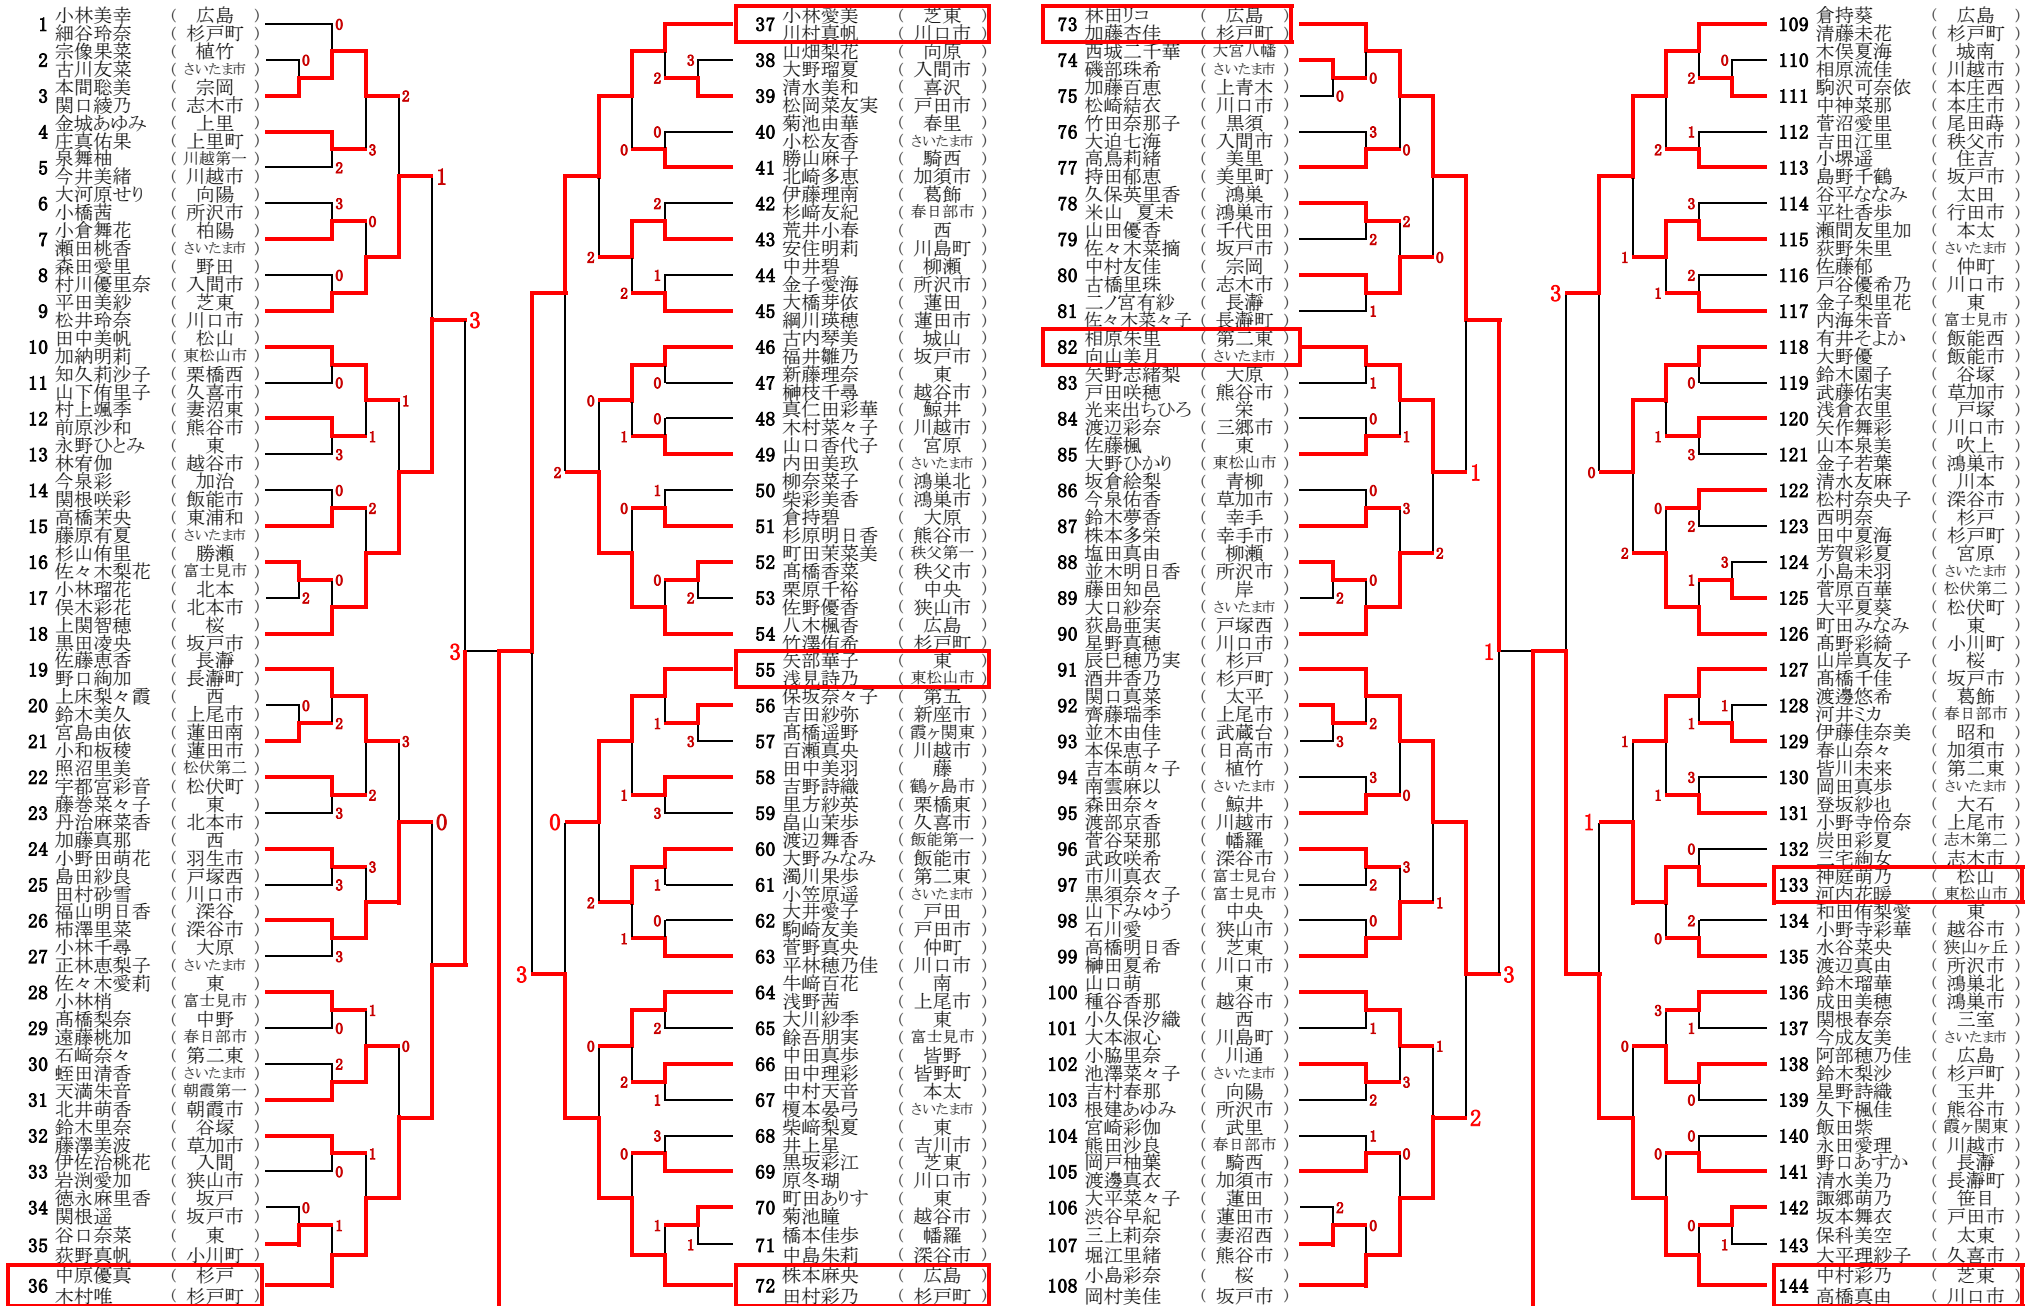 1 小林美幸 ( 広島 )
細谷玲奈 ( 杉戸町 )
2 宗像果菜 ( 植竹 )
古川友菜 ( さいたま市 )
3 本間聡美 ( 宗岡 )
関口綾乃 ( 志木市 )
4 金城あゆみ ( 上里 )
庄真佑果 ( 上里町 )
5 泉舞柚 ( 川越第一 )
今井美緒 ( 川越市 )
6 大河原せり ( 向陽 )
小橋茜 ( 所沢市 )
7 小倉舞花 ( 柏陽 )
瀬田桃香 ( さいたま市 )
8 森田愛里 ( 野田 )
村川優里奈 ( 入間市 )
9 平田美紗 ( 芝東 )
松井玲奈 ( 川口市 )
10 田中美帆 ( 松山 )
加納明莉 ( 東松山市 )
11 知久莉沙子 ( 栗橋西 )
山下侑里子 ( 久喜市 )
12 村上颯季 ( 妻沼東 )
前原沙和 ( 熊谷市 )
13 永野ひとみ ( 東 )
林宥伽 ( 越谷市 )
14 今泉彩 ( 加治 )
関根咲彩 ( 飯能市 )
15 高橋茉央 ( 東浦和 )
藤原有夏 ( さいたま市 )
16 杉山侑里 ( 勝瀬 )
佐々木梨花 ( 富士見市 )
17 小林瑠花 ( 北本 )
俣木彩花 ( 北本市 )
18 上関智穂 ( 桜 )
黒田凌央 ( 坂戸市 )
19 佐藤恵香 ( 長瀞 )
野口絢加 ( 長瀞町 )
20 上床梨々霞 ( 西 )
鈴木美久 ( 上尾市 )
21 宮島由依 ( 蓮田南 )
小和板稜 ( 蓮田市 )
22 照沼里美 ( 松伏第二 )
宇都宮彩音 ( 松伏町 )
23 藤巻菜々子 ( 東 )
丹治麻菜香 ( 北本市 )
24 加藤真那 ( 西 )
小野田萌花 ( 羽生市 )
25 島田紗良 ( 戸塚西 )
田村砂雪 ( 川口市 )
26 福山明日香 ( 深谷 )
柿澤里菜 ( 深谷市 )
27 小林千尋 ( 大原 )
正林恵梨子 ( さいたま市 )
28 佐々木愛莉 ( 東 )
小林梢 ( 富士見市 )
29 髙橋梨奈 ( 中野 )
遠藤桃加 ( 春日部市 )
30 石﨑奈々 ( 第二東 )
蛭田清香 ( さいたま市 )
31 天満朱音 ( 朝霞第一 )
北井萌香 ( 朝霞市 )
32 鈴木里奈 ( 谷塚 )
藤澤美波 ( 草加市 )
33 伊佐治桃花 ( 入間 )
岩渕愛加 ( 狭山市 )
34 徳永麻里香 ( 坂戸 )
関根遥 ( 坂戸市 )
35 谷口奈菜 ( 東 )
荻野真帆 ( 小川町 )
36 中原優真 ( 杉戸 )
木村唯 ( 杉戸町 )
37 小林愛美 ( 芝東 )
川村真帆 ( 川口市 )
38 山畑梨花 ( 向原 )
大野瑠夏 ( 入間市 )
39 清水美和 ( 喜沢 )
松岡菜友実 ( 戸田市 )
40 菊池由華 ( 春里 )
小松友香 ( さいたま市 )
41 勝山麻子 ( 騎西 )
北崎多恵 ( 加須市 )
42 伊藤理南 ( 葛飾 )
杉﨑友紀 ( 春日部市 )
43 荒井小春 ( 西 )
安住明莉 ( 川島町 )
44 中井碧 ( 柳瀬 )
金子愛海 ( 所沢市 )
45 大橋芽依 ( 蓮田 )
綱川瑛穂 ( 蓮田市 )
46 古内琴美 ( 城山 )
福井雛乃 ( 坂戸市 )
47 新藤理奈 ( 東 )
榊枝千尋 ( 越谷市 )
48 真仁田彩華 ( 鯨井 )
木村菜々子 ( 川越市 )
49 山口香代子 ( 宮原 )
内田美玖 ( さいたま市 )
50 柳奈菜子 ( 鴻巣北 )
柴彩美香 ( 鴻巣市 )
51 倉持碧 ( 大原 )
杉原明日香 ( 熊谷市 )
52 町田茉菜美 ( 秩父第一 )
髙橋香菜 ( 秩父市 )
53 栗原千裕 ( 中央 )
佐野優香 ( 狭山市 )
54 八木楓香 ( 広島 )
竹澤侑希 ( 杉戸町 )
55 矢部華子 ( 東 )
浅見詩乃 ( 東松山市 )
56 保坂奈々子 ( 第五 )
吉田紗弥 ( 新座市 )
57 髙橋遥野 ( 霞ヶ関東 )
百瀬真央 ( 川越市 )
58 田中美羽 ( 藤 )
吉野詩織 ( 鶴ヶ島市 )
59 里方紗英 ( 栗橋東 )
畠山茉歩 ( 久喜市 )
60 渡辺舞香 ( 飯能第一 )
大野みなみ ( 飯能市 )
61 濁川果歩 ( 第二東 )
小笠原遥 ( さいたま市 )
62 大井愛子 ( 戸田 )
駒崎友美 ( 戸田市 )
63 菅野真央 ( 仲町 )
平林穂乃佳 ( 川口市 )
64 牛﨑百花 ( 南 )
浅野茜 ( 上尾市 )
65 大川紗季 ( 東 )
餘吾朋実 ( 富士見市 )
66 中田真歩 ( 皆野 )
田中理彩 ( 皆野町 )
67 中村天音 ( 本太 )
榎本晏弓 ( さいたま市 )
68 柴﨑梨夏 ( 東 )
井上星 ( 吉川市 )
69 黒坂彩江 ( 芝東 )
原冬瑚 ( 川口市 )
70 町田ありす ( 東 )
菊池瞳 ( 越谷市 )
71 橋本佳歩 ( 幡羅 )
中島朱莉 ( 深谷市 )
72 株本麻央 ( 広島 )
田村彩乃 ( 杉戸町 )
73 林田リコ ( 広島 )
加藤杏佳 ( 杉戸町 )
74 西城二千華 ( 大宮八幡 )
磯部珠希 ( さいたま市 )
75 加藤百恵 ( 上青木 )
松崎結衣 ( 川口市 )
76 竹田奈那子 ( 黒須 )
大迫七海 ( 入間市 )
77 高鳥莉緒 ( 美里 )
持田郁恵 ( 美里町 )
78 久保英里香 ( 鴻巣 )
米山 夏未 ( 鴻巣市 )
79 山田優香 ( 千代田 )
佐々木菜摘 ( 坂戸市 )
80 中村友佳 ( 宗岡 )
古橋里珠 ( 志木市 )
81 二ノ宮有紗 ( 長瀞 )
佐々木菜々子 ( 長瀞町 )
82 相原朱里 ( 第二東 )
向山美月 ( さいたま市 )
83 矢野志緒梨 ( 大原 )
戸田咲穂 ( 熊谷市 )
84 光来出ちひろ ( 栄 )
渡辺彩奈 ( 三郷市 )
85 佐藤楓 ( 東 )
大野ひかり ( 東松山市 )
86 坂倉絵梨 ( 青柳 )
今泉佑香 ( 草加市 )
87 鈴木夢香 ( 幸手 )
株本多栄 ( 幸手市 )
88 塩田真由 ( 柳瀬 )
並木明日香 ( 所沢市 )
89 藤田知邑 ( 岸 )
大口紗奈 ( さいたま市 )
90 荻島亜実 ( 戸塚西 )
星野真穂 ( 川口市 )
91 辰巳穂乃実 ( 杉戸 )
酒井香乃 ( 杉戸町 )
92 関口真菜 ( 太平 )
齊藤瑞季 ( 上尾市 )
93 並木由佳 ( 武蔵台 )
本保恵子 ( 日高市 )
94 吉本萌々子 ( 植竹 )
南雲麻以 ( さいたま市 )
95 森田奈々 ( 鯨井 )
渡部京香 ( 川越市 )
96 菅谷栞那 ( 幡羅 )
武政咲希 ( 深谷市 )
97 市川真衣 ( 富士見台 )
黒須奈々子 ( 富士見市 )
98 山下みゆう ( 中央 )
石川愛 ( 狭山市 )
99 高橋明日香 ( 芝東 )
榊田夏希 ( 川口市 )
100 山口萌 ( 東 )
種谷香那 ( 越谷市 )
101 小久保汐織 ( 西 )
大本淑心 ( 川島町 )
102 小脇里奈 ( 川通 )
池澤菜々子 ( さいたま市 )
103 吉村春那 ( 向陽 )
根建あゆみ ( 所沢市 )
104 宮崎彩伽 ( 武里 )
熊田沙良 ( 春日部市 )
105 岡戸柚葉 ( 騎西 )
渡邊真衣 ( 加須市 )
106 大平菜々子 ( 蓮田 )
渋谷早紀 ( 蓮田市 )
107 三上莉奈 ( 妻沼西 )
堀江里緒 ( 熊谷市 )
108 小島彩奈 ( 桜 )
岡村美佳 ( 坂戸市 )
109 倉持葵 ( 広島 )
清藤未花 ( 杉戸町 )
110 木俣夏海 ( 城南 )
相原流佳 ( 川越市 )
111 駒沢可奈依 ( 本庄西 )
中神菜那 ( 本庄市 )
112 菅沼愛里 ( 尾田蒔 )
吉田江里 ( 秩父市 )
113 小堺遥 ( 住吉 )
島野千鶴 ( 坂戸市 )
114 谷平ななみ ( 太田 )
平社香歩 ( 行田市 )
115 瀬間友里加 ( 本太 )
荻野朱里 ( さいたま市 )
116 佐藤郁 ( 仲町 )
戸谷優希乃 ( 川口市 )
117 金子梨里花 ( 東 )
内海朱音 ( 富士見市 )
118 有井そよか ( 飯能西 )
大野優 ( 飯能市 )
119 鈴木園子 ( 谷塚 )
武藤佑実 ( 草加市 )
120 浅倉衣里 ( 戸塚 )
矢作舞彩 ( 川口市 )
121 山本泉美 ( 吹上 )
金子若葉 ( 鴻巣市 )
122 清水友麻 ( 川本 )
松村奈央子 ( 深谷市 )
123 西明奈 ( 杉戸 )
田中夏海 ( 杉戸町 )
124 芳賀彩夏 ( 宮原 )
小島未羽 ( さいたま市 )
125 菅原百華 ( 松伏第二 )
大平夏葵 ( 松伏町 )
126 町田みなみ ( 東 )
髙野彩綺 ( 小川町 )
127 山岸真友子 ( 桜 )
髙橋千佳 ( 坂戸市 )
128 渡邊悠希 ( 葛飾 )
河井ミカ ( 春日部市 )
129 伊藤佳奈美 ( 昭和 )
春山奈々 ( 加須市 )
130 皆川未来 ( 第二東 )
岡田真歩 ( さいたま市 )
131 登坂紗也 ( 大石 )
小野寺伶奈 ( 上尾市 )
132 炭田彩夏 ( 志木第二 )
三宅絢女 ( 志木市 )
133 神庭萌乃 ( 松山 )
河内花暖 ( 東松山市 )
134 和田侑梨愛 ( 東 )
小野寺彩華 ( 越谷市 )
135 水谷菜央 ( 狭山ヶ丘 )
渡辺真由 ( 所沢市 )
136 鈴木瑠華 ( 鴻巣北 )
成田美穂 ( 鴻巣市 )
137 関根春奈 ( 三室 )
今成友美 ( さいたま市 )
138 阿部穂乃佳 ( 広島 )
鈴木梨沙 ( 杉戸町 )
139 星野詩織 ( 玉井 )
久下楓佳 ( 熊谷市 )
140 飯田紫 ( 霞ヶ関東 )
永田愛理 ( 川越市 )
141 野口あすか ( 長瀞 )
清水美乃 ( 長瀞町 )
142 諏郷萌乃 ( 笹目 )
坂本舞衣 ( 戸田市 )
143 保科美空 ( 太東 )
大平理紗子 ( 久喜市 )
144 中村彩乃 ( 芝東 )
高橋真由 ( 川口市 )